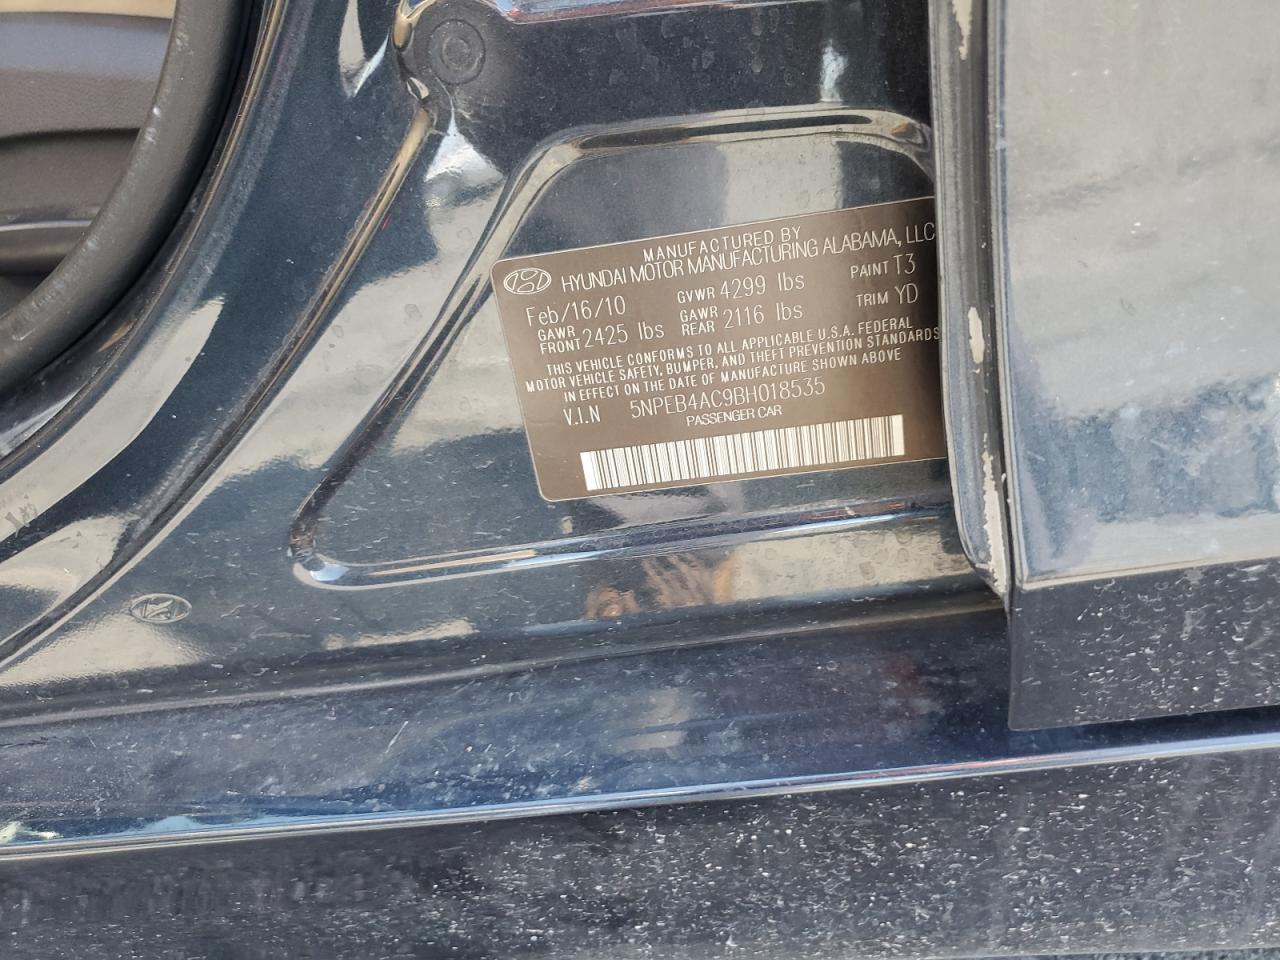 MANUFACTURED BY
HYUNDAI MOTOR MANUFACTURING ALABAMA, LLC
Feb/16/10 GVWR 4299 lbs PAINT T3
GAWR FRONT 2425 lbs GAWR REAR 2116 lbs TRIM YD
THIS VEHICLE CONFORMS TO ALL APPLICABLE U.S.A. FEDERAL
MOTOR VEHICLE SAFETY, BUMPER, AND THEFT PREVENTION STANDARDS
IN EFFECT ON THE DATE OF MANUFACTURE SHOWN ABOVE
V.I.N 5NPEB4AC9BH018535
PASSENGER CAR